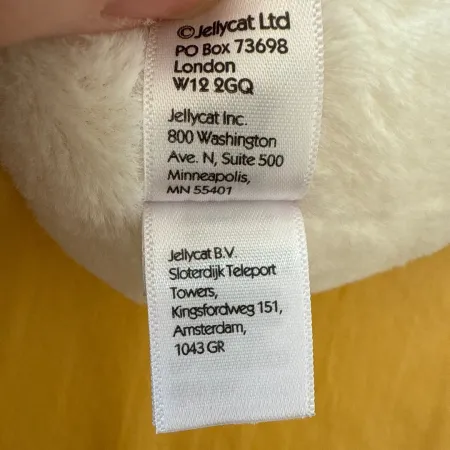 ©Jellycat Ltd
PO Box 73698
London
W12 2GQ
Jellycat Inc.
800 Washington
Ave. N, Suite 500
Minneapolis,
MN 55401
Jellycat B.V.
Sloterdijk Teleport
Towers,
Kingsfordweg 151,
Amsterdam,
1043 GR